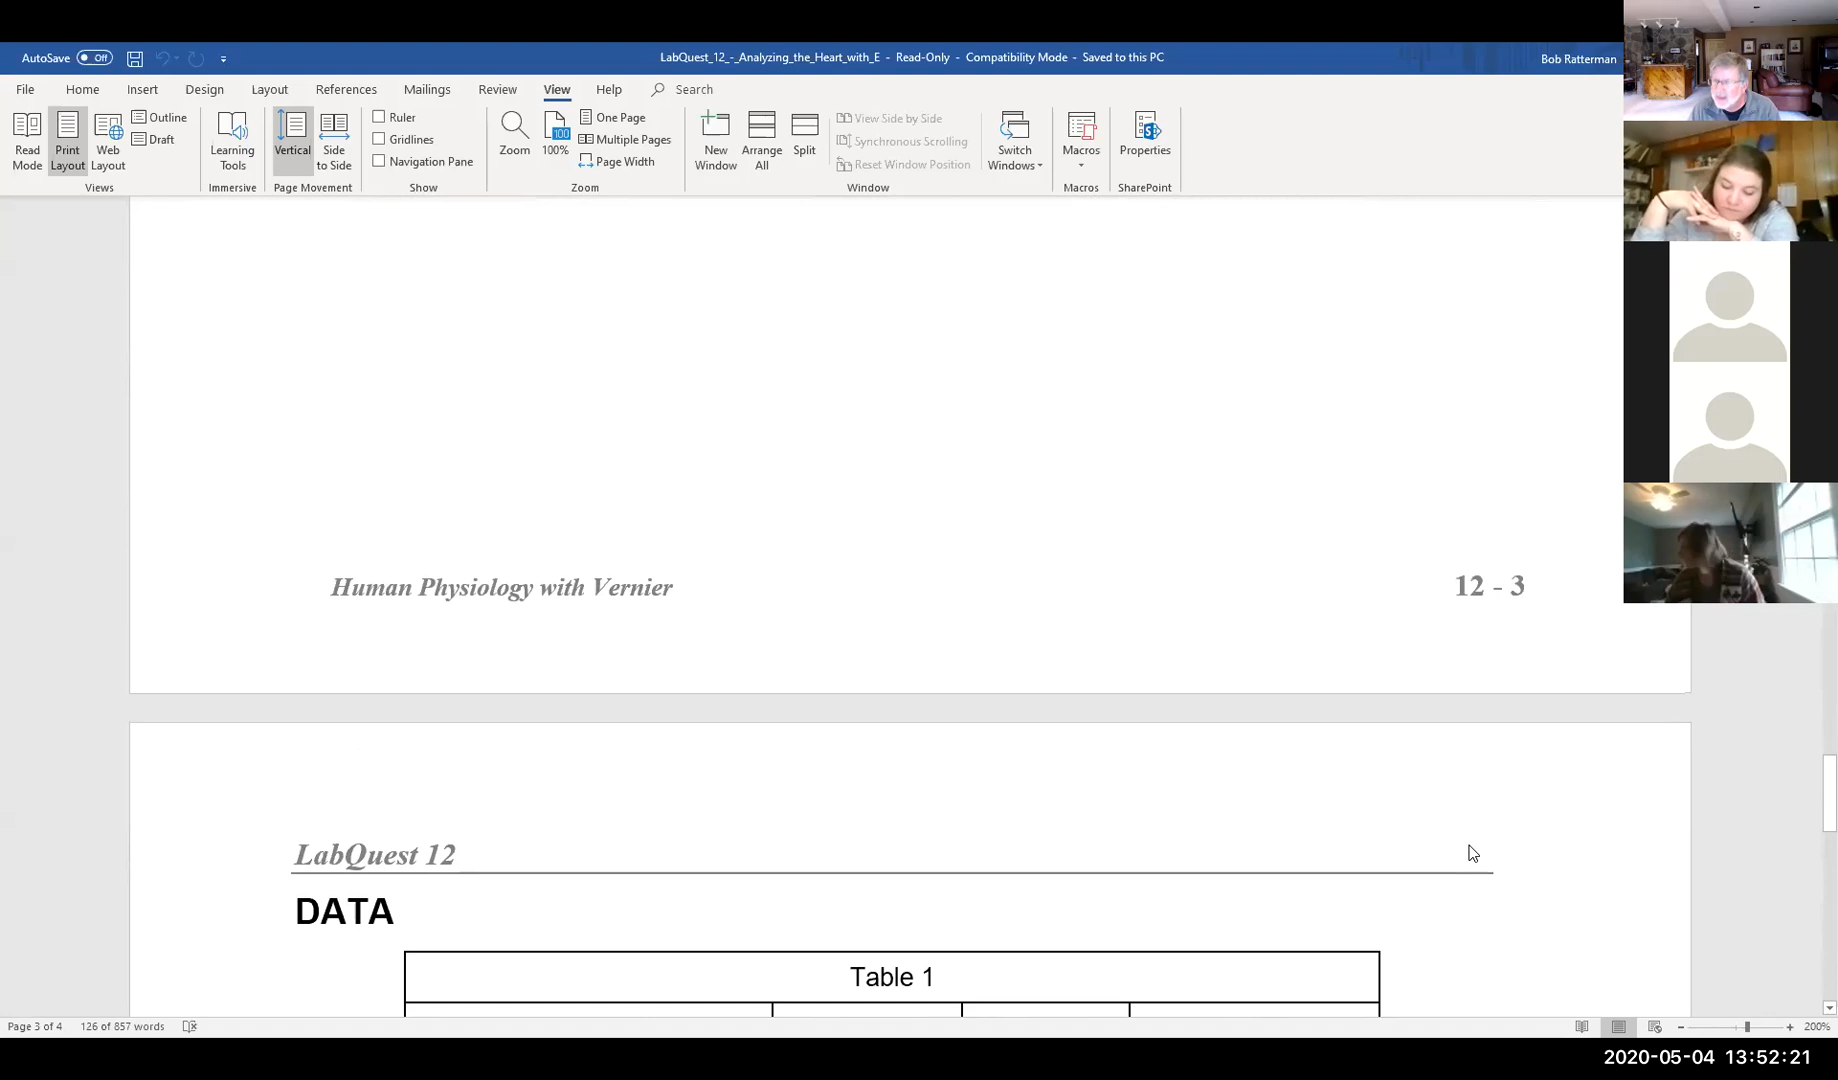 AutoSave Off
LabQuest_12_-_Analyzing_the_Heart_with_E - Read-Only - Compatibility Mode - Saved to this PC
Bob Ratterman
File Home Insert Design Layout References Mailings Review View Help Search
Read Mode
Print Layout
Web Layout
Outline
Draft
Views
Learning Tools
Immersive
Vertical
Side to Side
Page Movement
Ruler
Gridlines
Navigation Pane
Show
Zoom
100
100%
One Page
Multiple Pages
Page Width
Zoom
New Window
Arrange All
Split
View Side by Side
Synchronous Scrolling
Reset Window Position
Switch Windows
Window
Macros
Macros
Properties
SharePoint
Human Physiology with Vernier 12 - 3
LabQuest 12
DATA
Table 1
Page 3 of 4 126 of 857 words 200%
2020-05-04 13:52:21